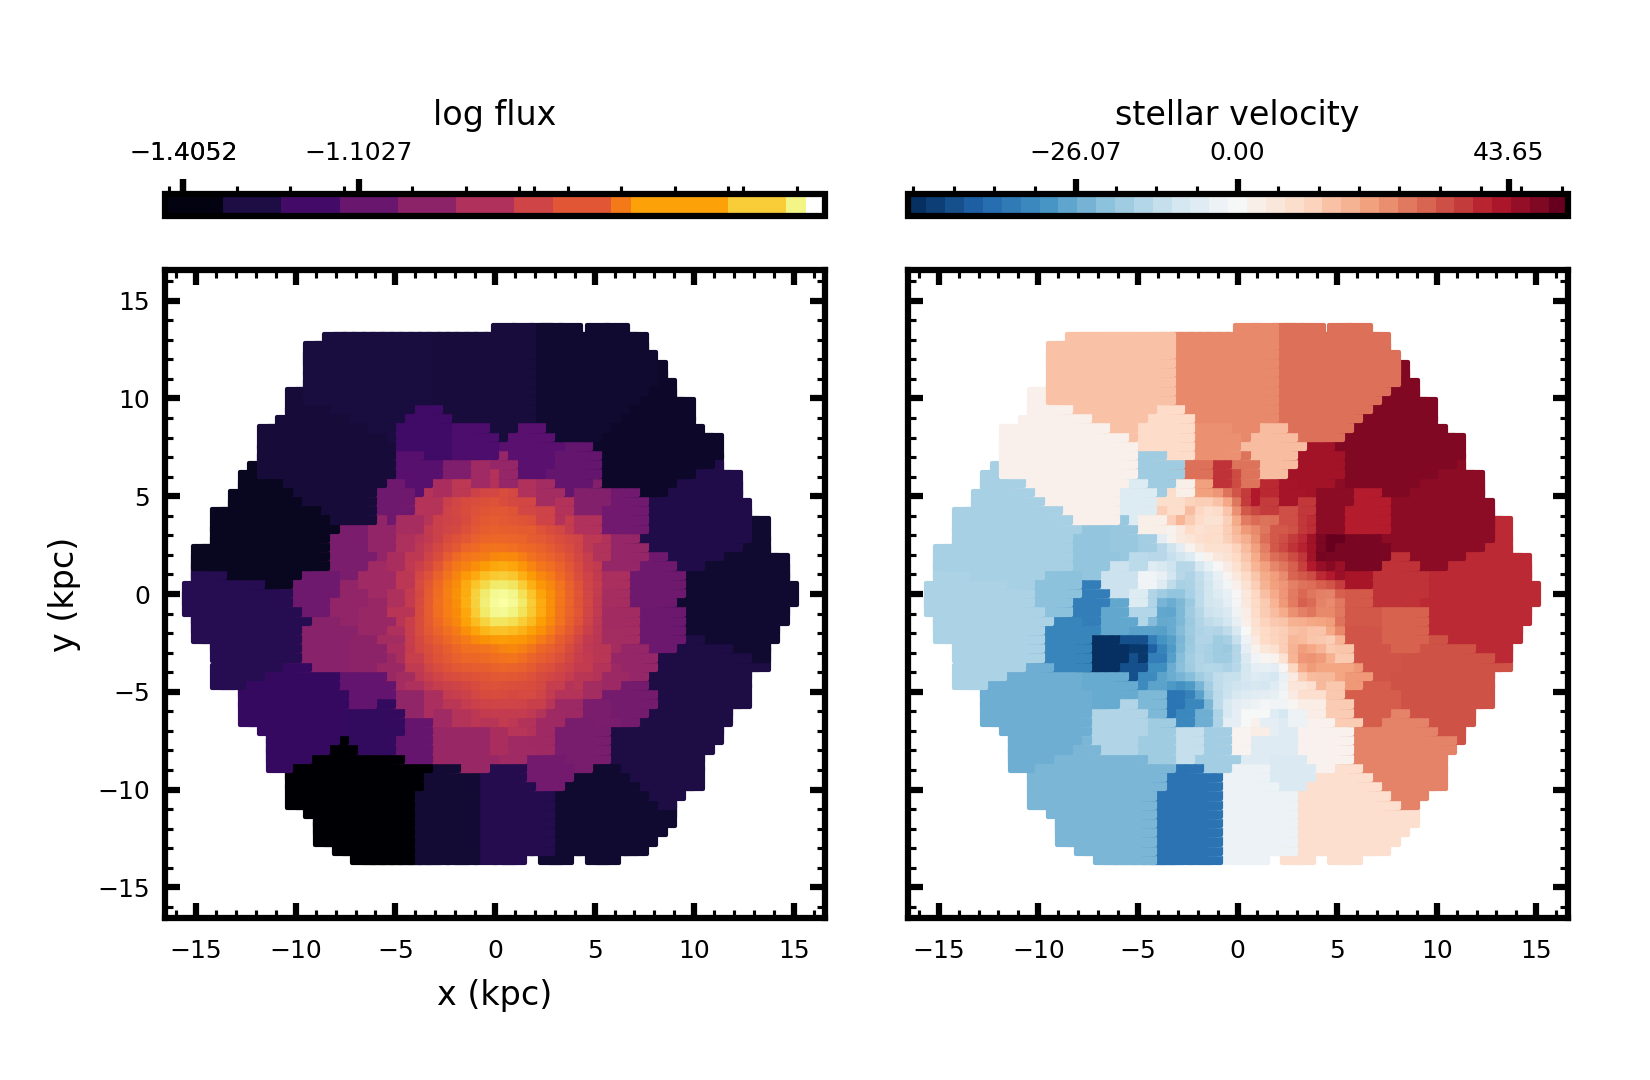 log flux
stellar velocity
−1.4052 −1.1027
−26.07 0.00 43.65
15
10
5
0
−5
−10
−15
y (kpc)
−15 −10 −5 0 5 10 15
−15 −10 −5 0 5 10 15
x (kpc)